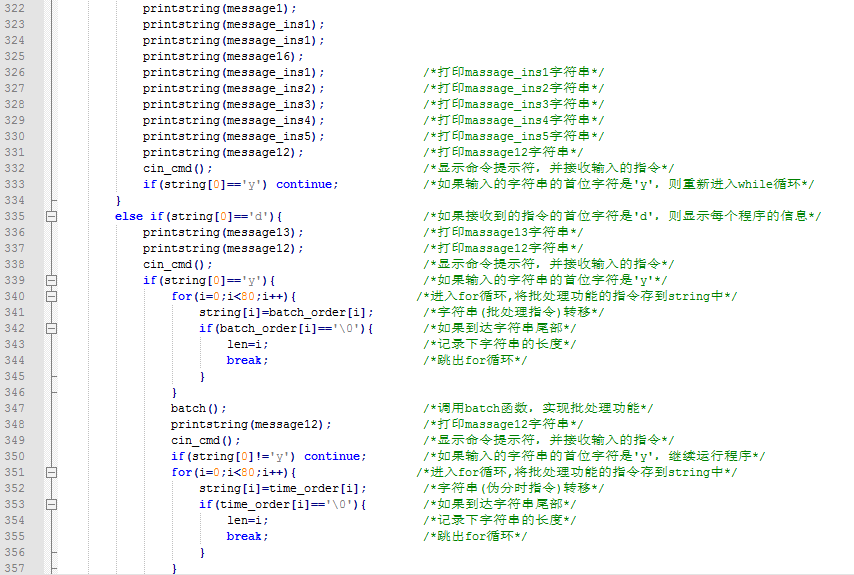 322 printstring(message1);
323 printstring(message_ins1);
324 printstring(message_ins1);
325 printstring(message16);
326 printstring(message_ins1); /*打印massage_ins1字符串*/
327 printstring(message_ins2); /*打印massage_ins2字符串*/
328 printstring(message_ins3); /*打印massage_ins3字符串*/
329 printstring(message_ins4); /*打印massage_ins4字符串*/
330 printstring(message_ins5); /*打印massage_ins5字符串*/
331 printstring(message12); /*打印massage12字符串*/
332 cin_cmd(); /*显示命令提示符，并接收输入的指令*/
333 if(string[0]=='y') continue; /*如果输入的字符串的首位字符是'y'，则重新进入while循环*/
334 }
335 else if(string[0]=='d'){ /*如果接收到的指令的首位字符是'd'，则显示每个程序的信息*/
336 printstring(message13); /*打印massage13字符串*/
337 printstring(message12); /*打印massage12字符串*/
338 cin_cmd(); /*显示命令提示符，并接收输入的指令*/
339 if(string[0]=='y'){ /*如果输入的字符串的首位字符是'y'*/
340 for(i=0;i<80;i++){ /*进入for循环,将批处理功能的指令存到string中*/
341 string[i]=batch_order[i]; /*字符串(批处理指令)转移*/
342 if(batch_order[i]=='\0'){ /*如果到达字符串尾部*/
343 len=i; /*记录下字符串的长度*/
344 break; /*跳出for循环*/
345 }
346 }
347 batch(); /*调用batch函数，实现批处理功能*/
348 printstring(message12); /*打印massage12字符串*/
349 cin_cmd(); /*显示命令提示符，并接收输入的指令*/
350 if(string[0]!='y') continue; /*如果输入的字符串的首位字符是'y'，继续运行程序*/
351 for(i=0;i<80;i++){ /*进入for循环,将批处理功能的指令存到string中*/
352 string[i]=time_order[i]; /*字符串(伪分时指令)转移*/
353 if(time_order[i]=='\0'){ /*如果到达字符串尾部*/
354 len=i; /*记录下字符串的长度*/
355 break; /*跳出for循环*/
356 }
357 }